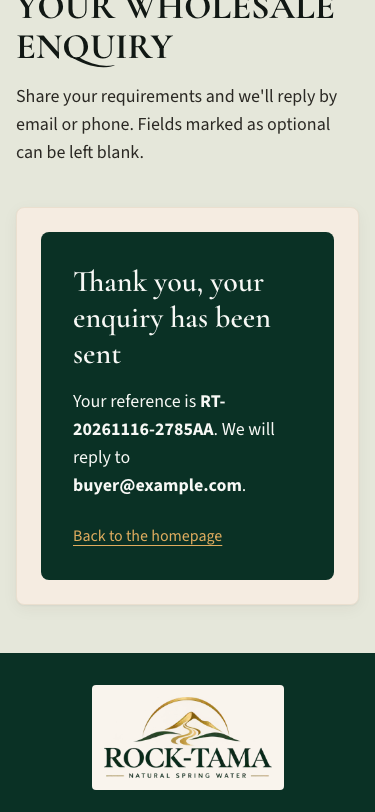 YOUR WHOLESALE
ENQUIRY
Share your requirements and we'll reply by
email or phone. Fields marked as optional
can be left blank.
Thank you, your
enquiry has been
sent
Your reference is RT-
20261116-2785AA. We will
reply to
buyer@example.com.
Back to the homepage
ROCK-TAMA
NATURAL SPRING WATER